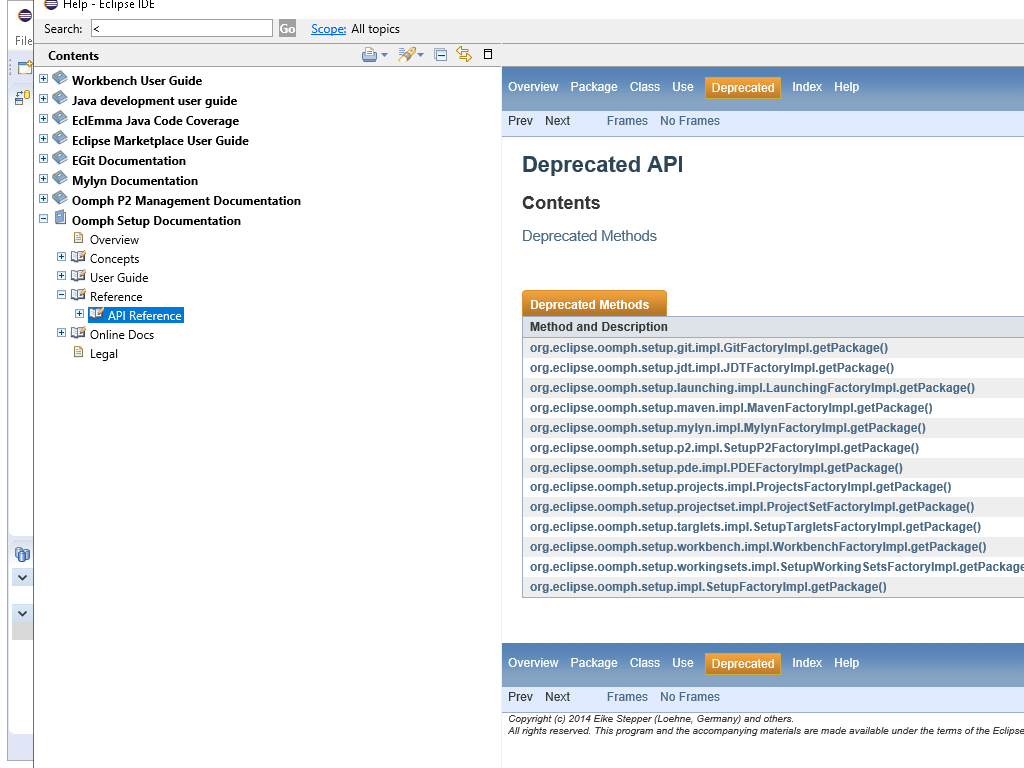 Help - Eclipse IDE
File
Search: < Go Scope: All topics
Contents
Workbench User Guide
Java development user guide
EclEmma Java Code Coverage
Eclipse Marketplace User Guide
EGit Documentation
Mylyn Documentation
Oomph P2 Management Documentation
Oomph Setup Documentation
Overview
Concepts
User Guide
Reference
API Reference
Online Docs
Legal
Overview Package Class Use Deprecated Index Help
Prev Next Frames No Frames
Deprecated API
Contents
Deprecated Methods
Deprecated Methods
Method and Description
org.eclipse.oomph.setup.git.impl.GitFactoryImpl.getPackage()
org.eclipse.oomph.setup.jdt.impl.JDTFactoryImpl.getPackage()
org.eclipse.oomph.setup.launching.impl.LaunchingFactoryImpl.getPackage()
org.eclipse.oomph.setup.maven.impl.MavenFactoryImpl.getPackage()
org.eclipse.oomph.setup.mylyn.impl.MylynFactoryImpl.getPackage()
org.eclipse.oomph.setup.p2.impl.SetupP2FactoryImpl.getPackage()
org.eclipse.oomph.setup.pde.impl.PDEFactoryImpl.getPackage()
org.eclipse.oomph.setup.projects.impl.ProjectsFactoryImpl.getPackage()
org.eclipse.oomph.setup.projectset.impl.ProjectSetFactoryImpl.getPackage()
org.eclipse.oomph.setup.targlets.impl.SetupTargletsFactoryImpl.getPackage()
org.eclipse.oomph.setup.workbench.impl.WorkbenchFactoryImpl.getPackage()
org.eclipse.oomph.setup.workingsets.impl.SetupWorkingSetsFactoryImpl.getPackage
org.eclipse.oomph.setup.impl.SetupFactoryImpl.getPackage()
Overview Package Class Use Deprecated Index Help
Prev Next Frames No Frames
Copyright (c) 2014 Eike Stepper (Loehne, Germany) and others.
All rights reserved. This program and the accompanying materials are made available under the terms of the Eclipse